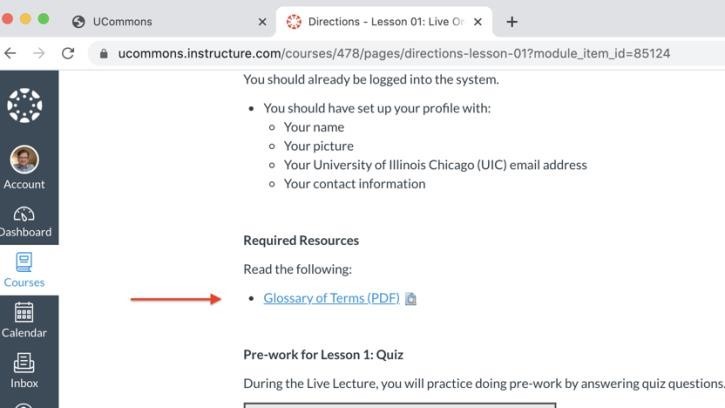 UCommons
Directions - Lesson 01: Live Or
ucommons.instructure.com/courses/478/pages/directions-lesson-01?module_item_id=85124
You should already be logged into the system.
You should have set up your profile with:
Your name
Your picture
Your University of Illinois Chicago (UIC) email address
Your contact information
Account
Dashboard
Required Resources
Read the following:
Courses
Glossary of Terms (PDF)
Calendar
Pre-work for Lesson 1: Quiz
Inbox
During the Live Lecture, you will practice doing pre-work by answering quiz questions.